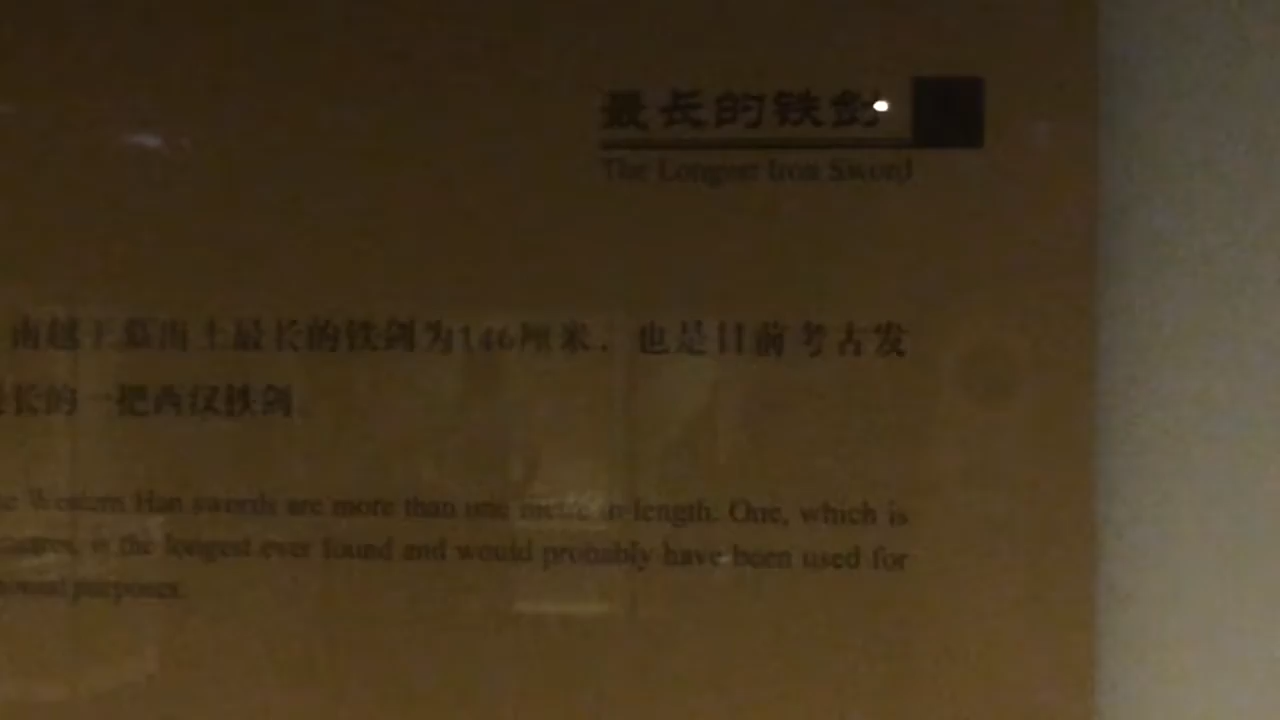 最长的铁剑
The Longest Iron Sword
南越王墓出土最长的铁剑为146厘米，也是目前考古发
最长的一把西汉铁剑。
Western Han swords are more than one metre in length. One, which is
is the longest ever found and would probably have been used for
purposes.